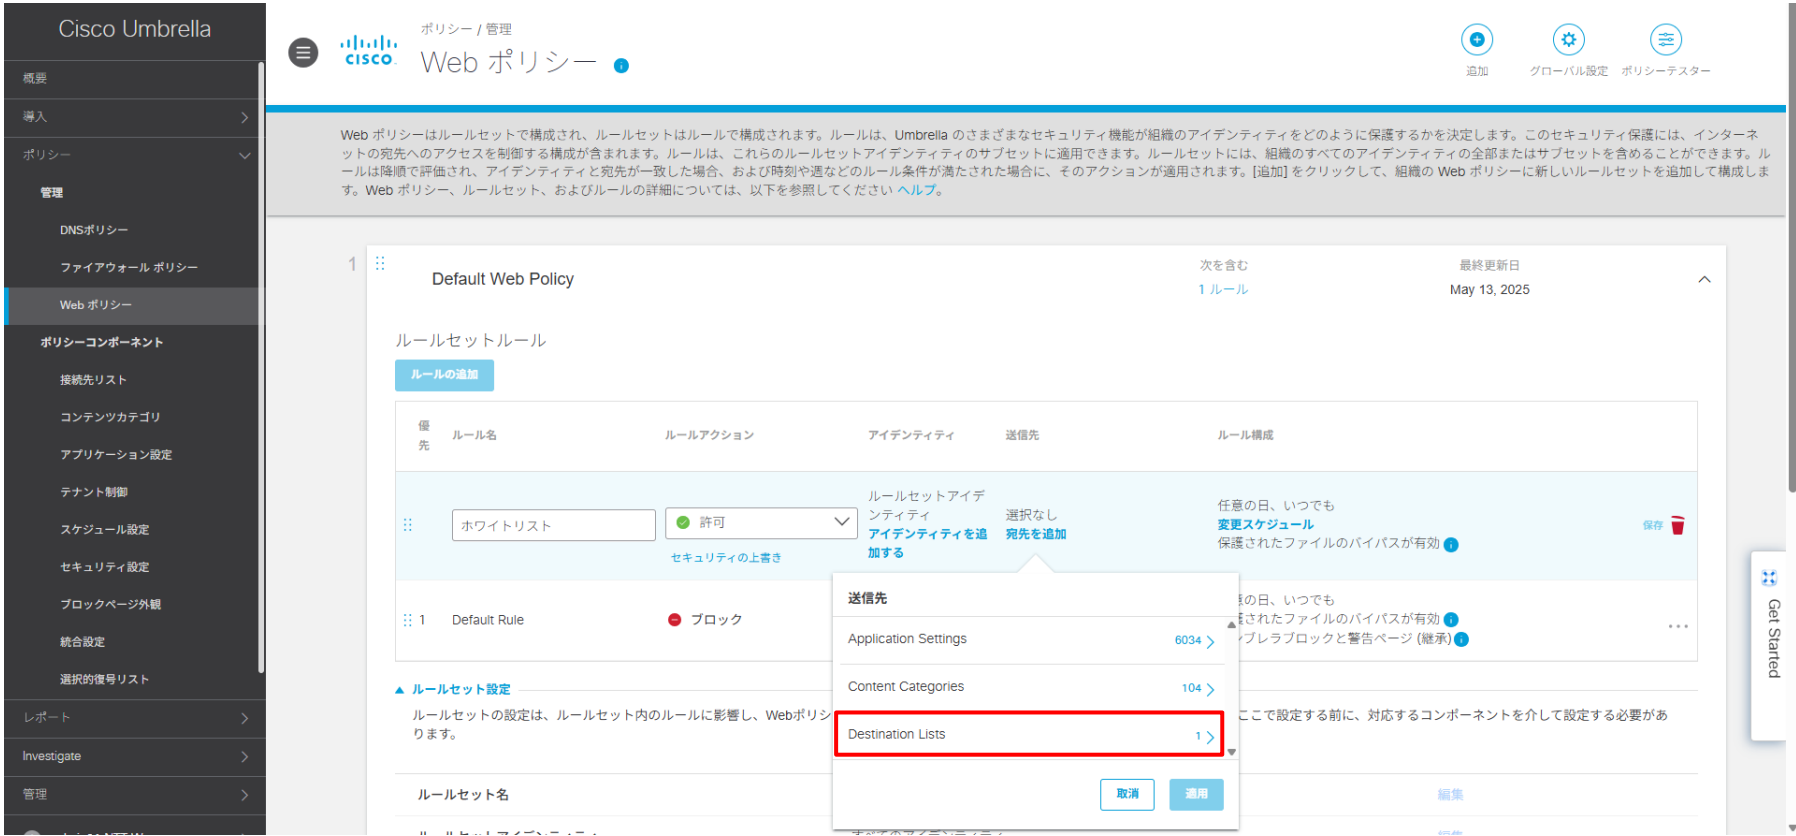 Cisco Umbrella
概要
導入
ポリシー
管理
DNSポリシー
ファイアウォール ポリシー
Web ポリシー
ポリシーコンポーネント
接続先リスト
コンテンツカテゴリ
アプリケーション設定
テナント制御
スケジュール設定
セキュリティ設定
ブロックページ外観
統合設定
選択的復号リスト
レポート
Investigate
管理
CISCO
ポリシー / 管理
Web ポリシー
追加
グローバル設定
ポリシーテスター
Web ポリシーはルールセットで構成され、ルールセットはルールで構成されます。ルールは、Umbrella のさまざまなセキュリティ機能が組織のアイデンティティをどのように保護するかを決定します。このセキュリティ保護には、インターネ
ットの宛先へのアクセスを制御する構成が含まれます。ルールは、これらのルールセットアイデンティティのサブセットに適用できます。ルールセットには、組織のすべてのアイデンティティの全部またはサブセットを含めることができます。ル
ールは降順で評価され、アイデンティティと宛先が一致した場合、および時刻や週などのルール条件が満たされた場合に、そのアクションが適用されます。[追加] をクリックして、組織の Web ポリシーに新しいルールセットを追加して構成しま
す。Web ポリシー、ルールセット、およびルールの詳細については、以下を参照してください ヘルプ。
1
Default Web Policy
次を含む
1 ルール
最終更新日
May 13, 2025
ルールセットルール
ルールの追加
優先
ルール名
ルールアクション
アイデンティティ
送信先
ルール構成
ホワイトリスト
許可
セキュリティの上書き
ルールセットアイデ
ンティティ
アイデンティティを追
加する
選択なし
宛先を追加
任意の日、いつでも
変更スケジュール
保護されたファイルのバイパスが有効
保存
1
Default Rule
ブロック
意の日、いつでも
護されたファイルのバイパスが有効
ンブレラブロックと警告ページ (継承)
送信先
Application Settings
6034
Content Categories
104
Destination Lists
1
取消
適用
ルールセット設定
ルールセットの設定は、ルールセット内のルールに影響し、Webポリシ
ここで設定する前に、対応するコンポーネントを介して設定する必要があ
ります。
ルールセット名
編集
Get Started